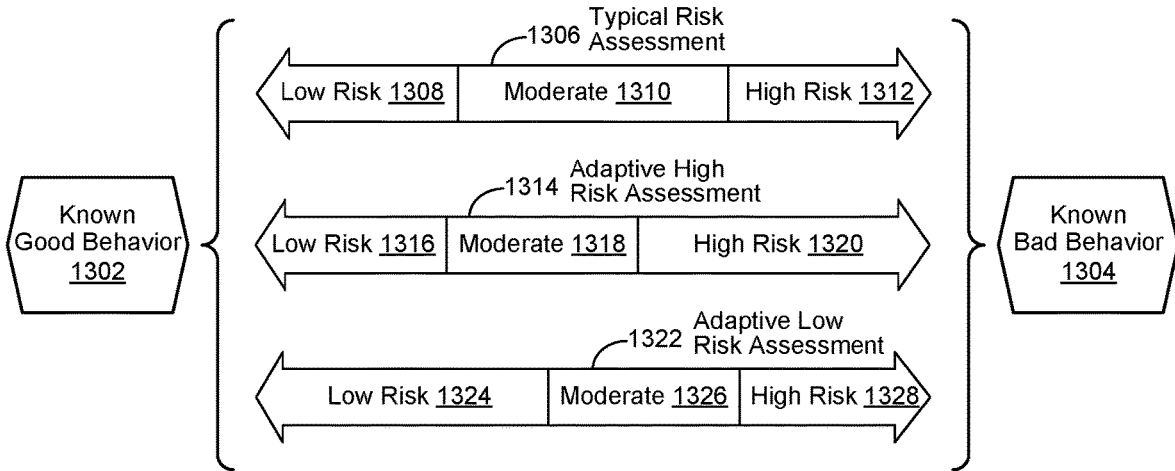 1306 Typical Risk
Assessment
Low Risk 1308 Moderate 1310 High Risk 1312
1314 Adaptive High
Risk Assessment
Known
Good Behavior
1302
Low Risk 1316 Moderate 1318 High Risk 1320
Known
Bad Behavior
1304
1322 Adaptive Low
Risk Assessment
Low Risk 1324 Moderate 1326 High Risk 1328